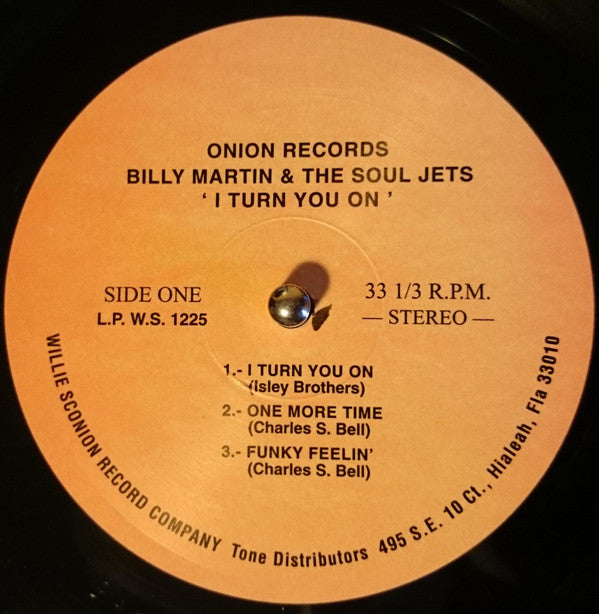 ONION RECORDS
BILLY MARTIN & THE SOUL JETS
‘ I TURN YOU ON ’
SIDE ONE
L.P. W.S. 1225
33 1/3 R.P.M.
— STEREO —
1.- I TURN YOU ON
(Isley Brothers)
2.- ONE MORE TIME
(Charles S. Bell)
3.- FUNKY FEELIN’
(Charles S. Bell)
WILLIE SCONION RECORD COMPANY Tone Distributors 495 S.E. 10 Ct., Hialeah, Fla 33010